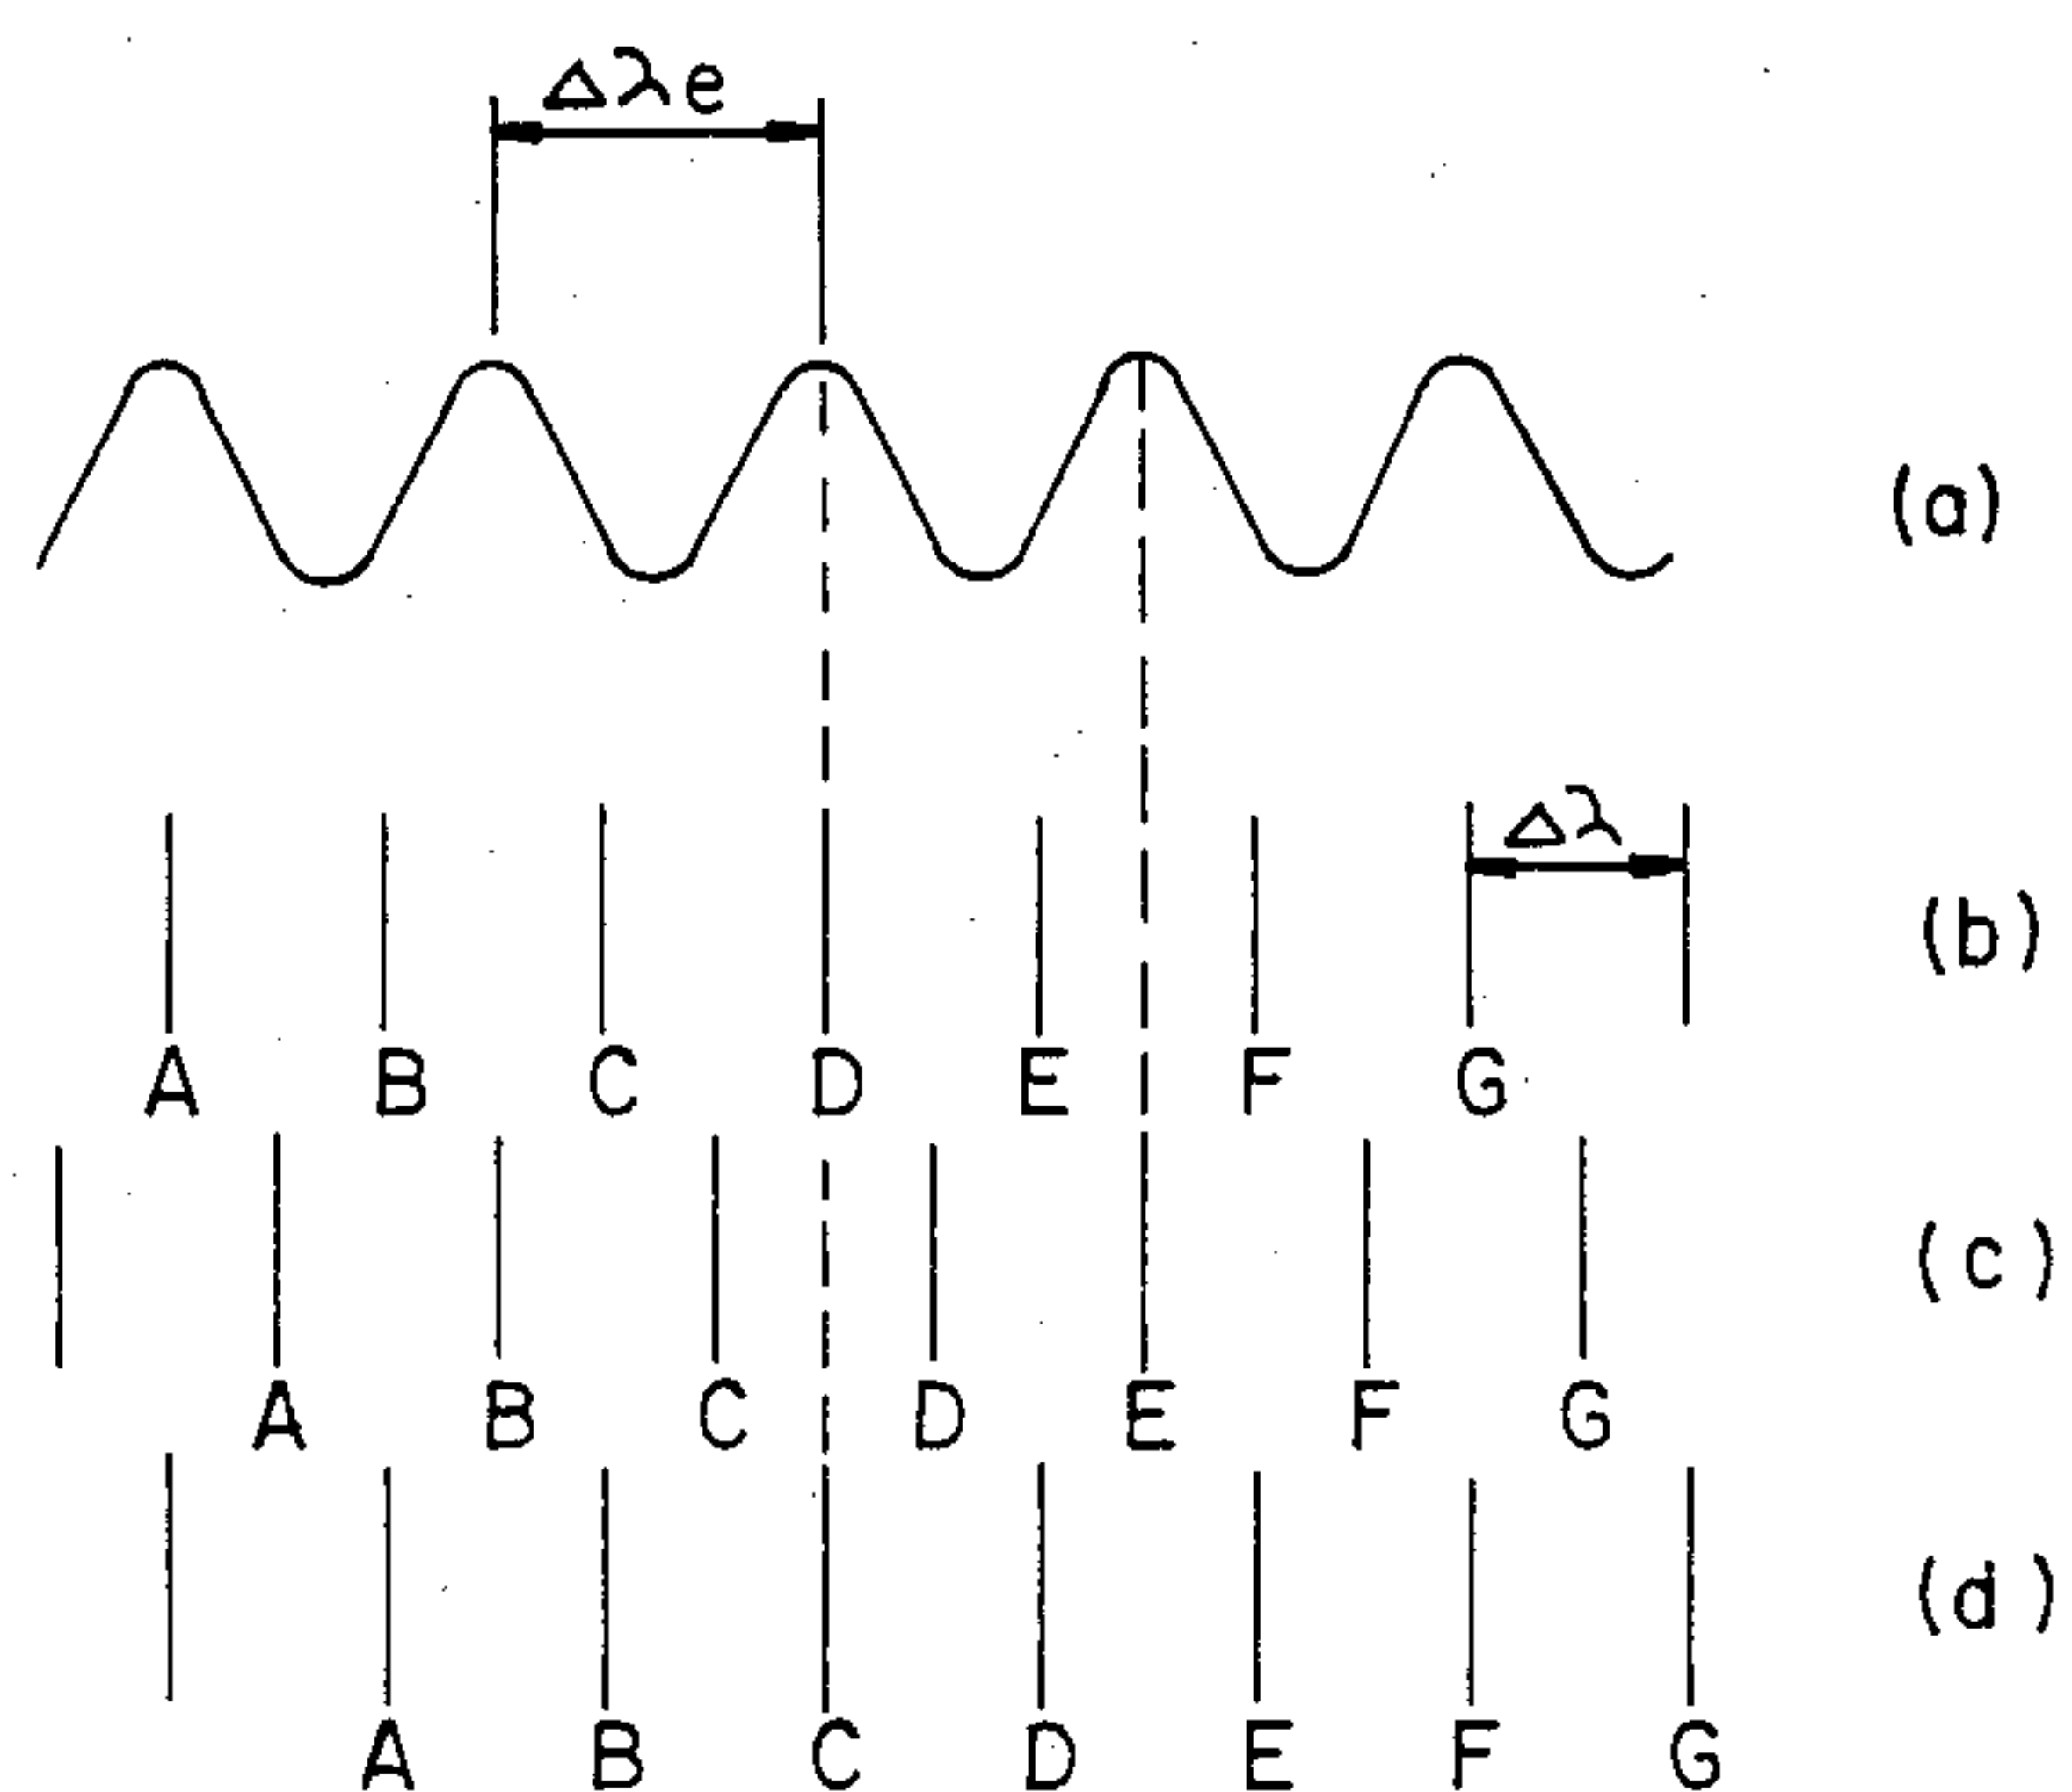 Δλe
(a)
Δλ
(b)
A B C D E F G
(c)
A B C D E F G
(d)
A B C D E F G